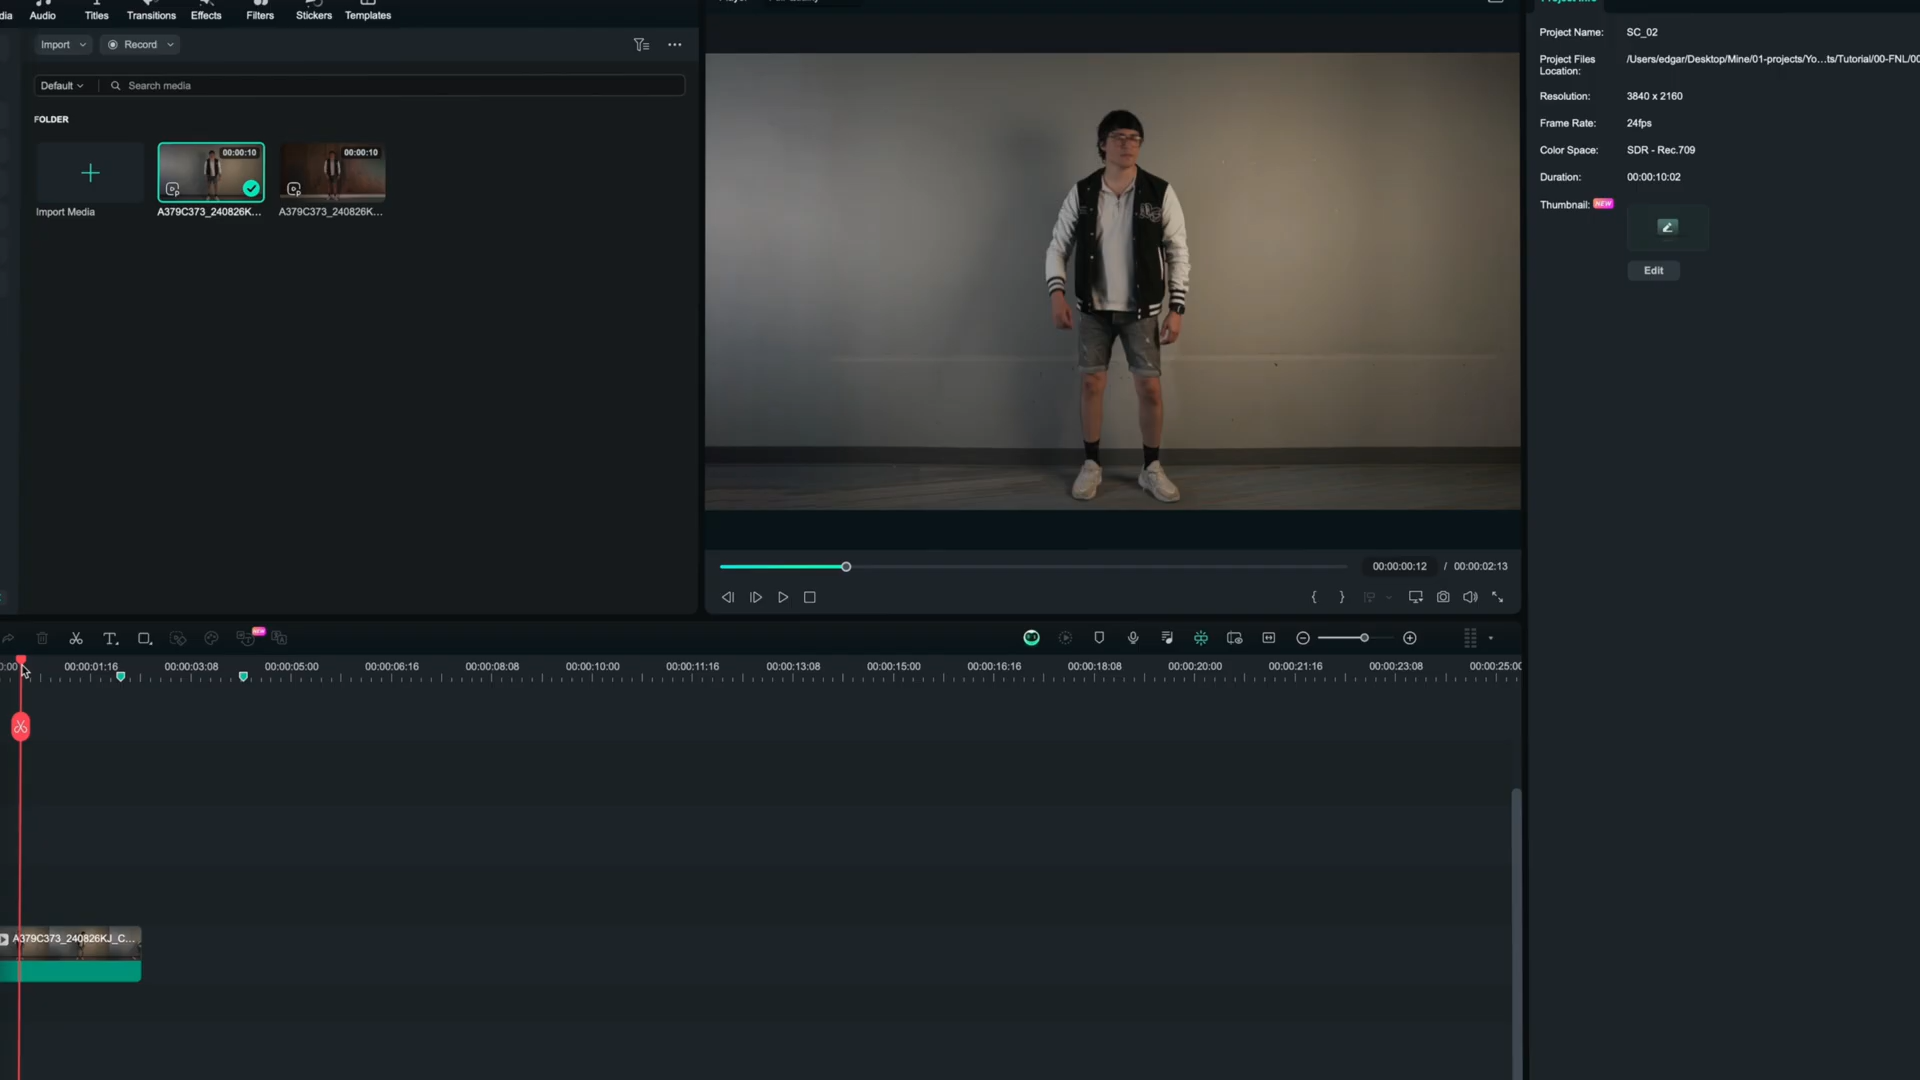 Audio
Titles
Transitions
Effects
Filters
Stickers
Templates
Import
Record
Default
Search media
FOLDER
00:00:10
00:00:10
Import Media
A379C373_240826K...
A379C373_240826K...
00:00:00:12 / 00:00:02:13
Project Name: SC_02
Project Files Location: /Users/edgar/Desktop/Mine/01-projects/Yo...ts/Tutorial/00-FNL/00
Resolution: 3840 x 2160
Frame Rate: 24fps
Color Space: SDR - Rec.709
Duration: 00:00:10:02
Thumbnail: NEW
Edit
NEW
00:00:01:16
00:00:03:08
00:00:05:00
00:00:06:16
00:00:08:08
00:00:10:00
00:00:11:16
00:00:13:08
00:00:15:00
00:00:16:16
00:00:18:08
00:00:20:00
00:00:21:16
00:00:23:08
00:00:25:00
A379C373_240826KJ_C...